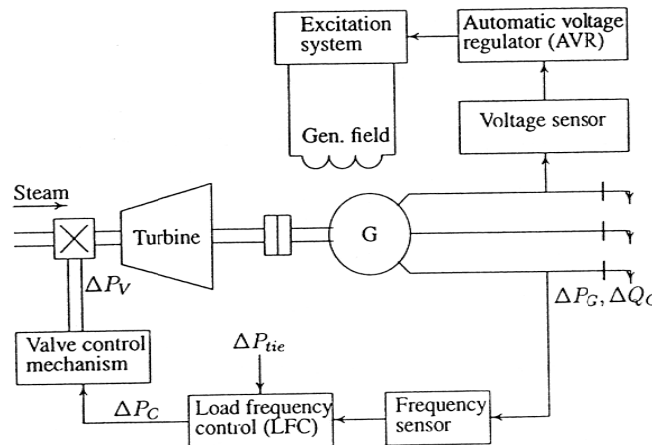 Excitation
system
Automatic voltage
regulator (AVR)
Gen. field
Voltage sensor
Steam
Turbine
G
ΔP_V
ΔP_G, ΔQ_G
Valve control
mechanism
ΔP_tie
ΔP_C
Load frequency
control (LFC)
Frequency
sensor